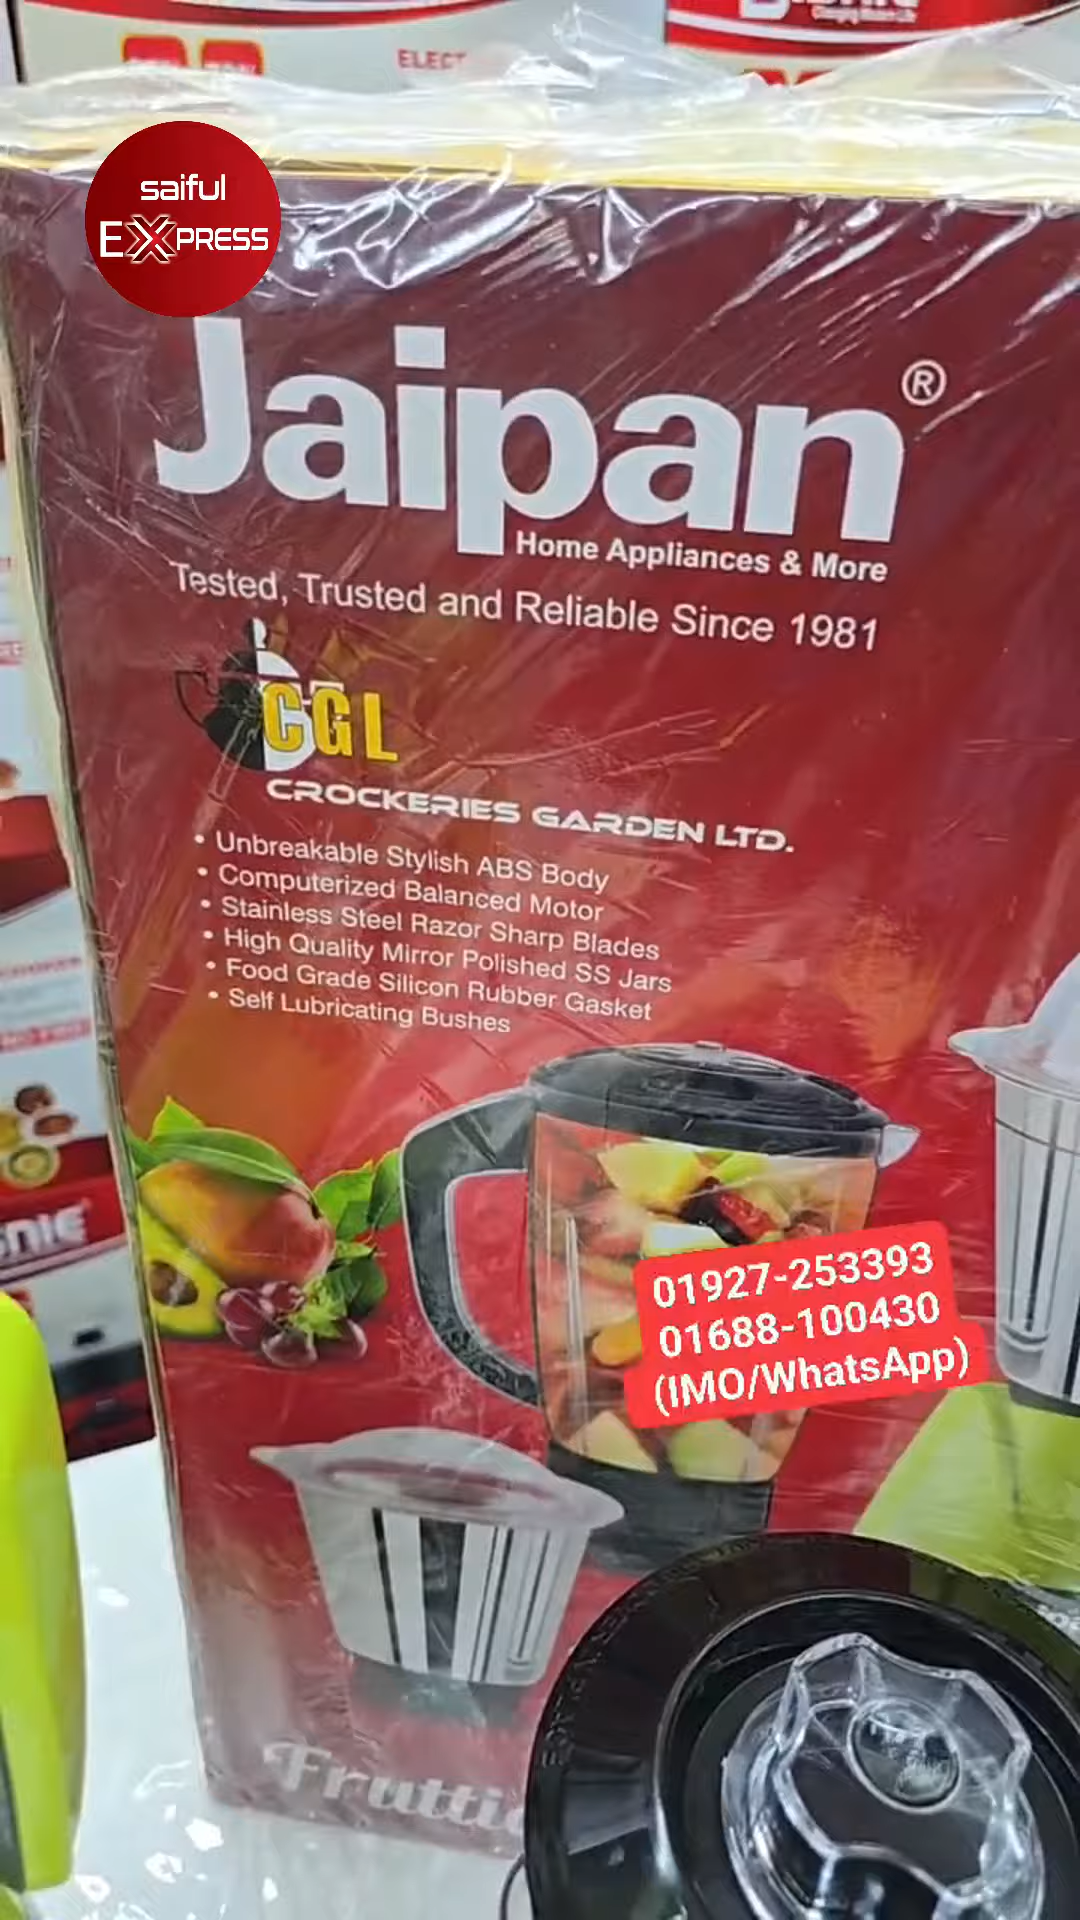 ELECT
saiful
EXPRESS
Jaipan®
Home Appliances & More
Tested, Trusted and Reliable Since 1981
CGL
CROCKERIES GARDEN LTD.
• Unbreakable Stylish ABS Body
• Computerized Balanced Motor
• Stainless Steel Razor Sharp Blades
• High Quality Mirror Polished SS Jars
• Food Grade Silicon Rubber Gasket
• Self Lubricating Bushes
01927-253393
01688-100430
(IMO/WhatsApp)
Frutti